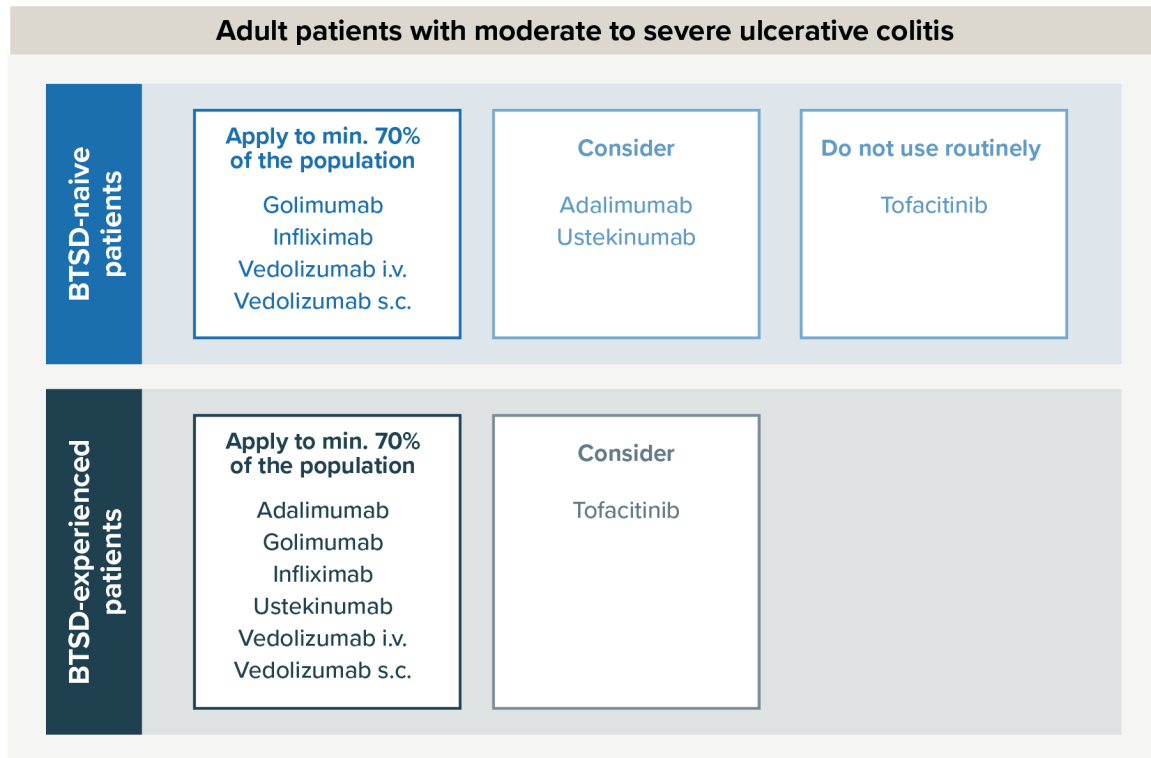 Adult patients with moderate to severe ulcerative colitis
BTSD-naive
patients
Apply to min. 70%
of the population
Golimumab
Infliximab
Vedolizumab i.v.
Vedolizumab s.c.
Consider
Adalimumab
Ustekinumab
Do not use routinely
Tofacitinib
BTSD-experienced
patients
Apply to min. 70%
of the population
Adalimumab
Golimumab
Infliximab
Ustekinumab
Vedolizumab i.v.
Vedolizumab s.c.
Consider
Tofacitinib